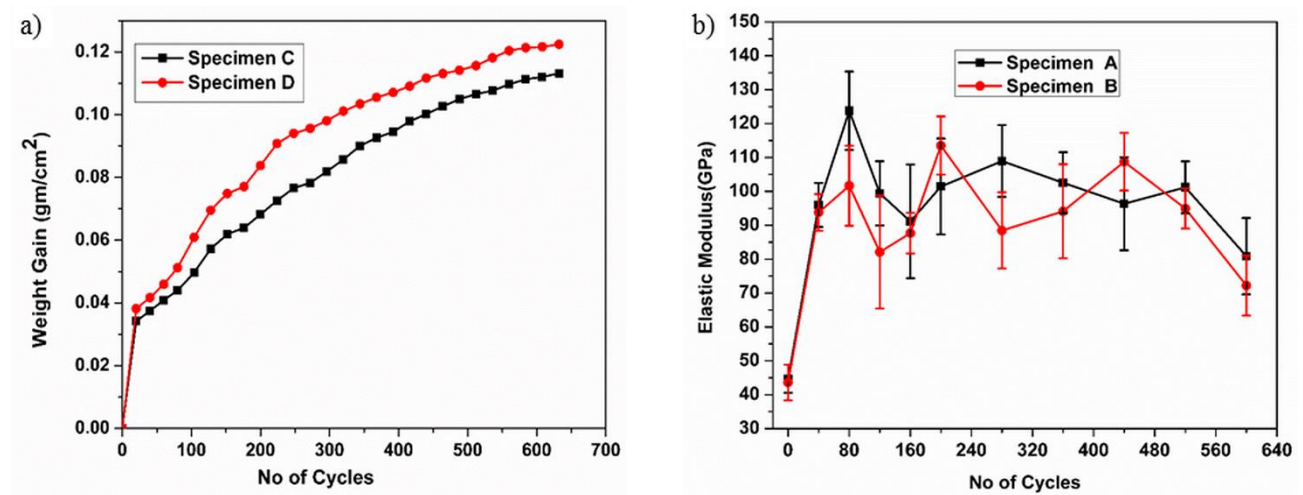 a)
Weight Gain (gm/cm2)
0.12
0.10
0.08
0.06
0.04
0.02
0.00
Specimen C
Specimen D
0 100 200 300 400 500 600 700
No of Cycles
b)
Elastic Modulus(GPa)
150
140
130
120
110
100
90
80
70
60
50
40
30
Specimen A
Specimen B
0 80 160 240 320 400 480 560 640
No of Cycles